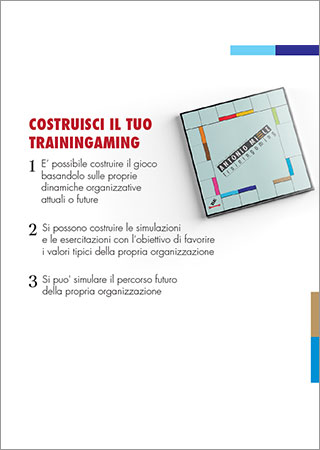 COSTRUISCI IL TUO
TRAININGAMING
1 E' possibile costruire il gioco
basandolo sulle proprie
dinamiche organizzative
attuali o future
2 Si possono costruire le simulazioni
e le esercitazioni con l'obiettivo di favorire
i valori tipici della propria organizzazione
3 Si puo' simulare il percorso futuro
della propria organizzazione
ANTONIO
trainingaming